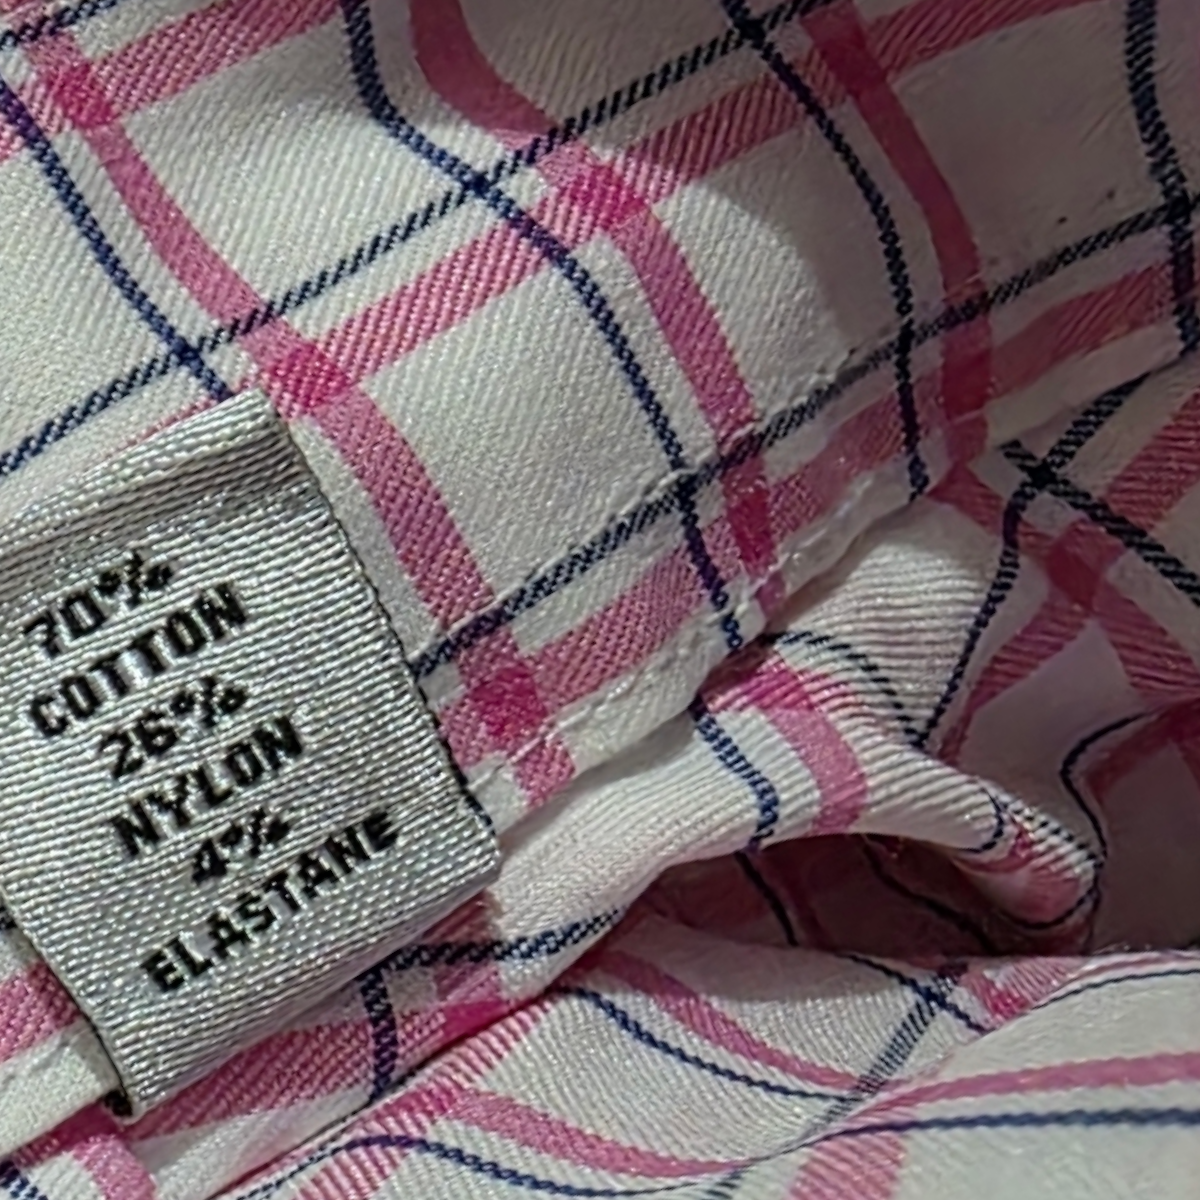 70%
COTTON
26%
NYLON
4%
ELASTANE